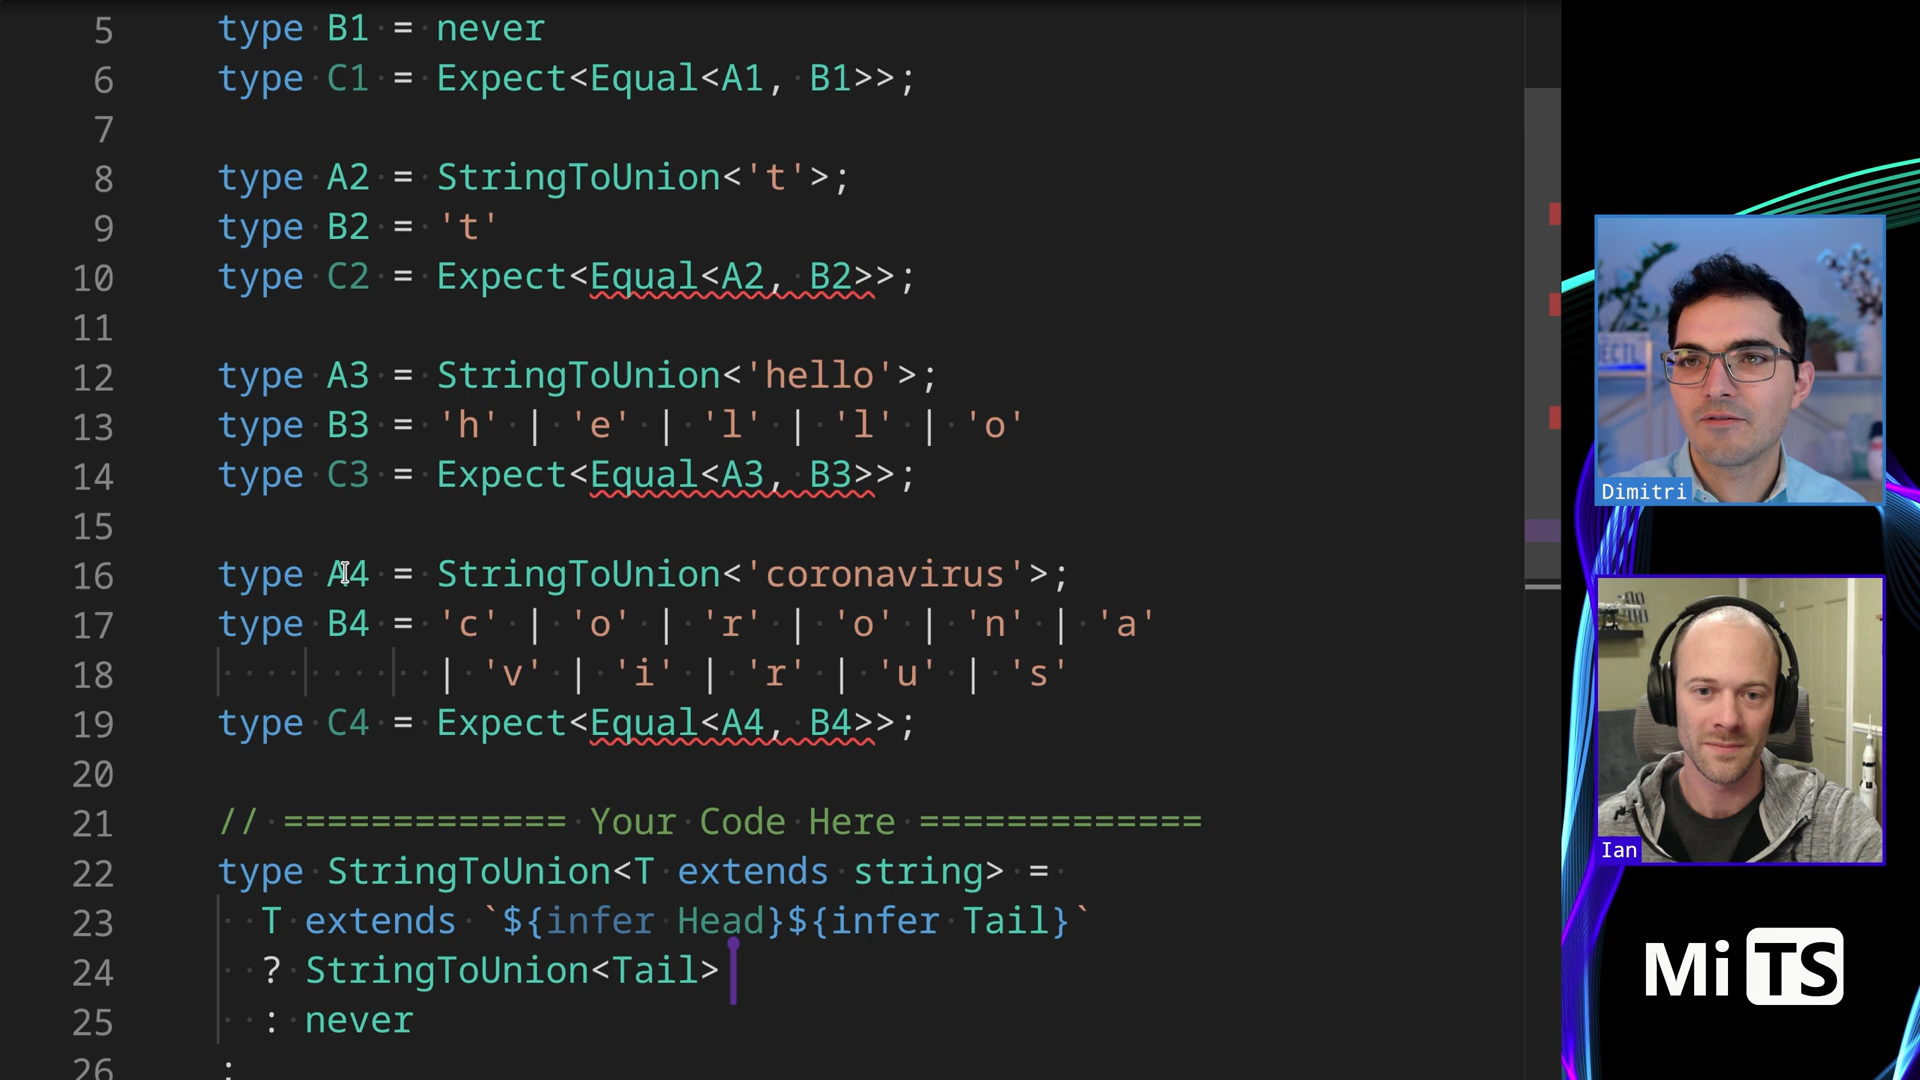 5 type B1 = never
6 type C1 = Expect<Equal<A1, B1>>;
7
8 type A2 = StringToUnion<'t'>;
9 type B2 = 't'
10 type C2 = Expect<Equal<A2, B2>>;
11
12 type A3 = StringToUnion<'hello'>;
13 type B3 = 'h' | 'e' | 'l' | 'l' | 'o'
14 type C3 = Expect<Equal<A3, B3>>;
15
16 type A4 = StringToUnion<'coronavirus'>;
17 type B4 = 'c' | 'o' | 'r' | 'o' | 'n' | 'a'
18           | 'v' | 'i' | 'r' | 'u' | 's'
19 type C4 = Expect<Equal<A4, B4>>;
20
21 // ============= Your Code Here =============
22 type StringToUnion<T extends string> =
23   T extends `${infer Head}${infer Tail}`
24   ? StringToUnion<Tail>
25   : never
26 ;
Dimitri
Ian
MiTS